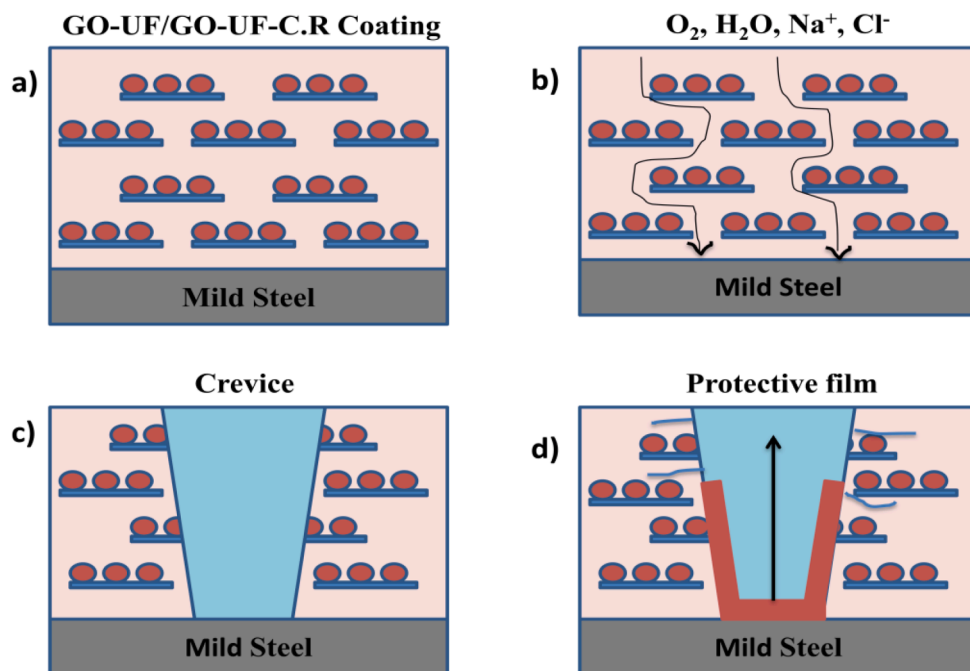 GO-UF/GO-UF-C.R Coating
a)
Mild Steel
O₂, H₂O, Na⁺, Cl⁻
b)
Mild Steel
Crevice
c)
Mild Steel
Protective film
d)
Mild Steel